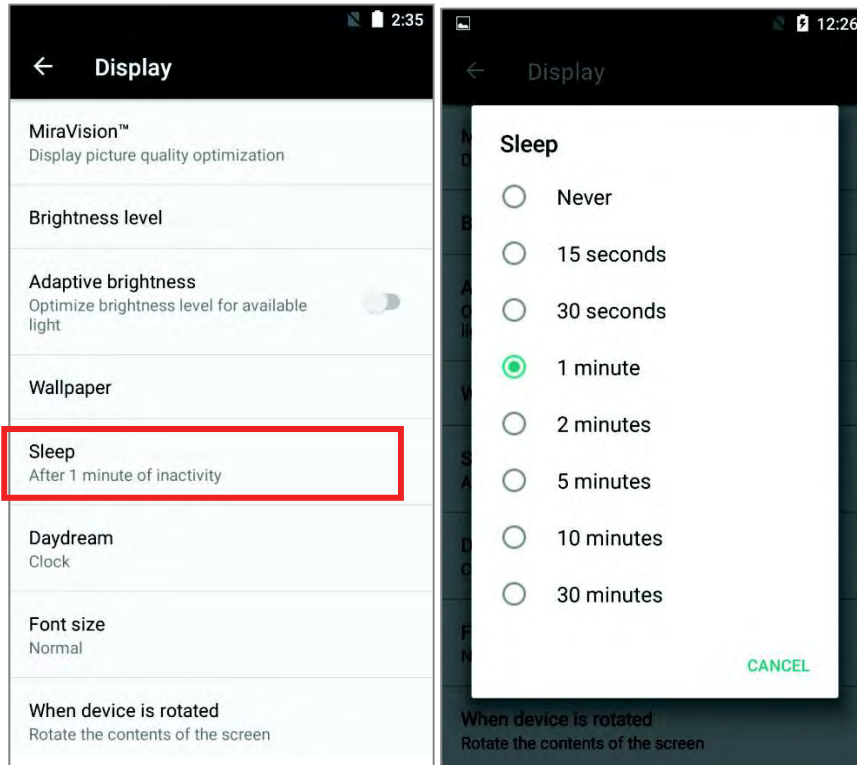 2:35
Display
MiraVision™
Display picture quality optimization
Brightness level
Adaptive brightness
Optimize brightness level for available
light
Wallpaper
Sleep
After 1 minute of inactivity
Daydream
Clock
Font size
Normal
When device is rotated
Rotate the contents of the screen
12:26
Display
Sleep
Never
15 seconds
30 seconds
1 minute
2 minutes
5 minutes
10 minutes
30 minutes
CANCEL
When device is rotated
Rotate the contents of the screen